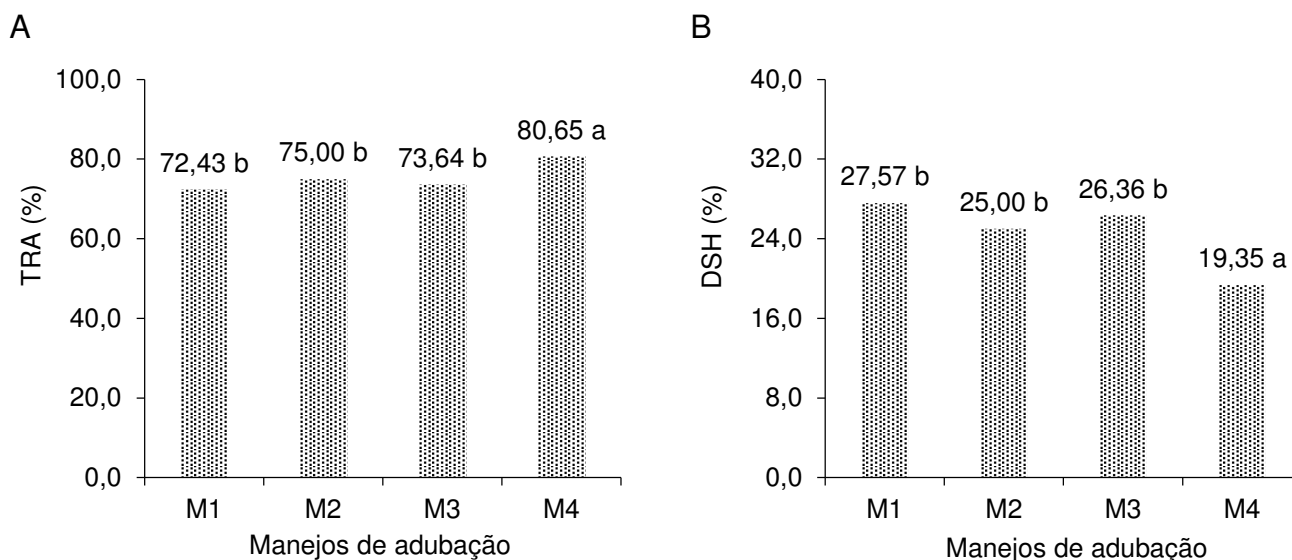 A
TRA (%)
100,0
80,0
60,0
40,0
20,0
0,0
72,43 b
75,00 b
73,64 b
80,65 a
M1 M2 M3 M4
Manejos de adubação
B
DSH (%)
40,0
32,0
24,0
16,0
8,0
0,0
27,57 b
25,00 b
26,36 b
19,35 a
M1 M2 M3 M4
Manejos de adubação